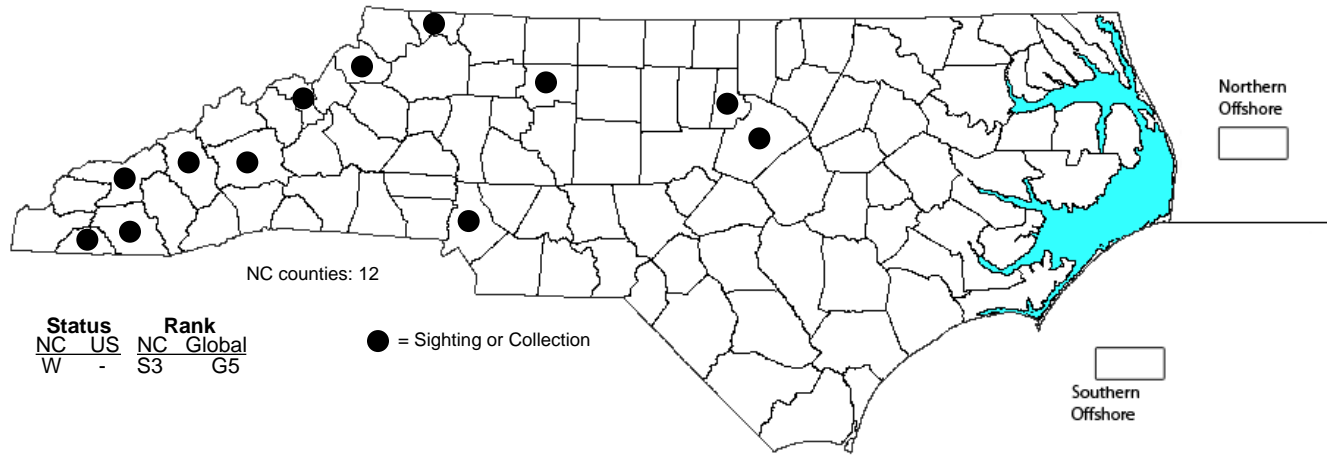 Northern
Offshore
NC counties: 12
Status Rank
NC US NC Global
W - S3 G5
= Sighting or Collection
Southern
Offshore